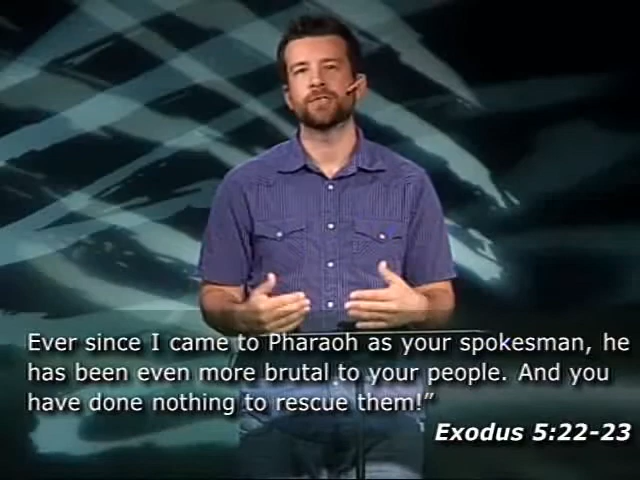 Ever since I came to Pharaoh as your spokesman, he
has been even more brutal to your people. And you
have done nothing to rescue them!”
Exodus 5:22-23